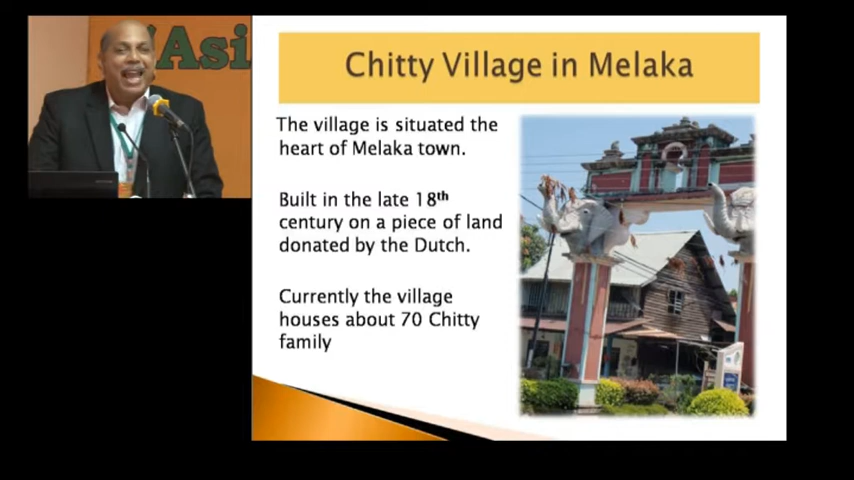 Asi
Chitty Village in Melaka
The village is situated the
heart of Melaka town.
Built in the late 18th
century on a piece of land
donated by the Dutch.
Currently the village
houses about 70 Chitty
family